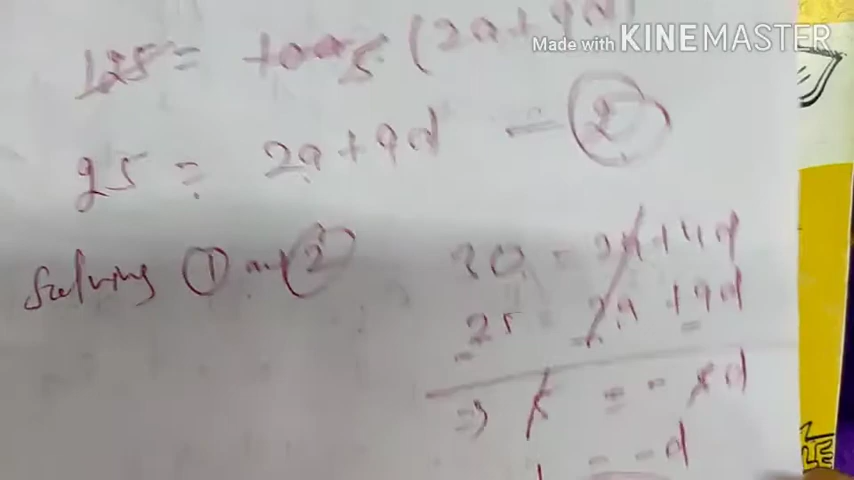 Made with KINEMASTER
125 = 5 (2a+9d)
25 = 2a+9d — ②
Solving ① and ②
30 = 2a+4d
- 25 = - 2a + 9d
⇒ 5 = - 5d
1 = - d